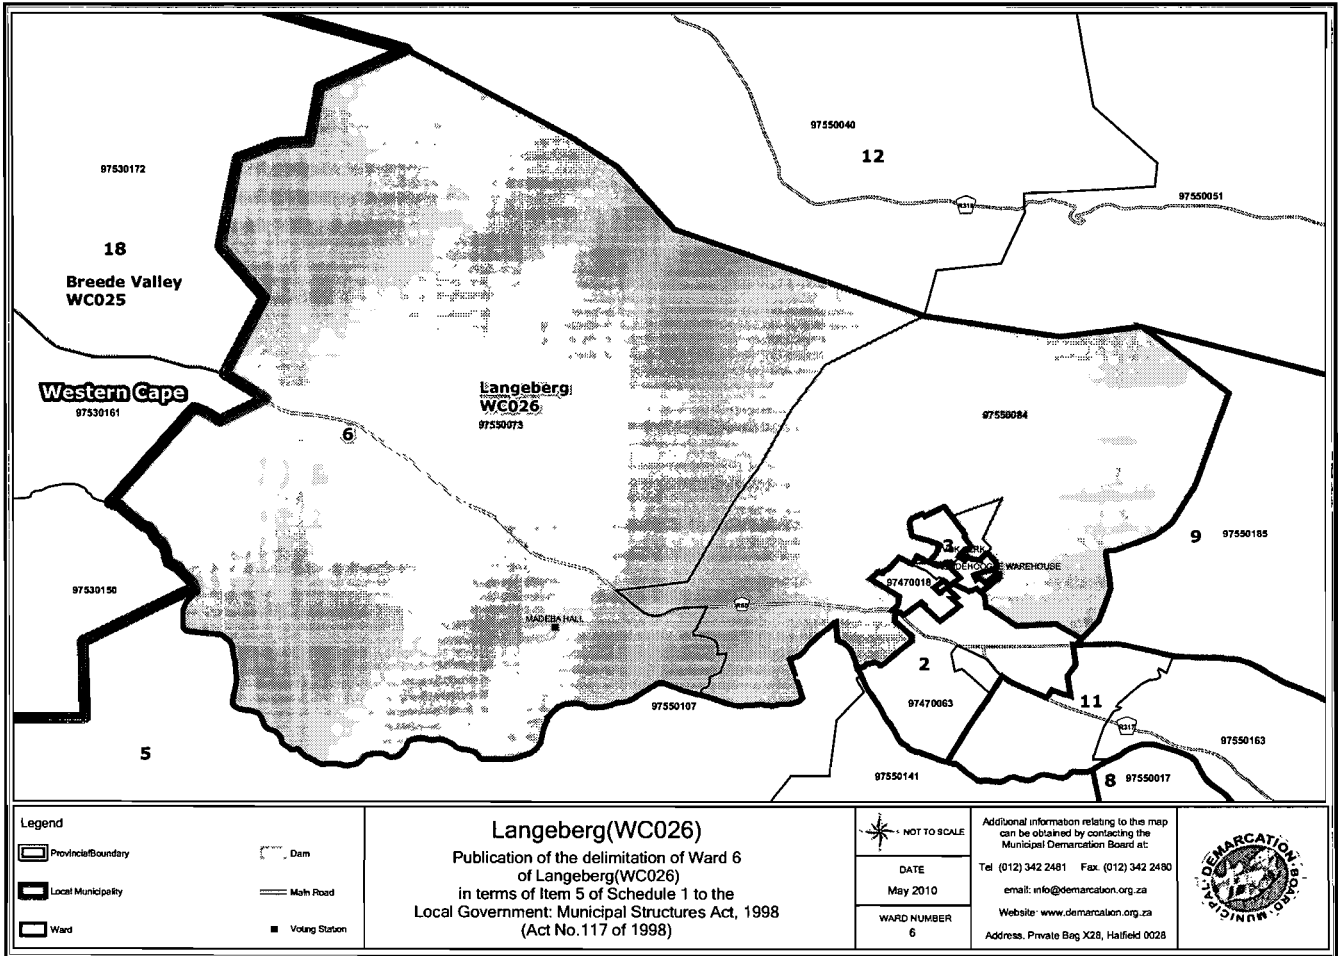 97550040
12
97530172
R318
97550051
18
Breede Valley
WC025
Western Cape
97530161
Langeberg
WC026
97550073
6
97550084
9
97550185
3
WAREHOUSE
97470018
97530150
R60
MADEBA HALL
2
97550107
97470063
11
R317
97550163
5
97550141
8
97550017
Legend
Provincial Boundary
Dam
Local Municipality
Main Road
Ward
Voting Station
Langeberg(WC026)
Publication of the delimitation of Ward 6
of Langeberg(WC026)
in terms of Item 5 of Schedule 1 to the
Local Government: Municipal Structures Act, 1998
(Act No.117 of 1998)
NOT TO SCALE
DATE
May 2010
WARD NUMBER
6
Additional information relating to this map
can be obtained by contacting the
Municipal Demarcation Board at:
Tel (012) 342 2481 Fax. (012) 342 2480
email: info@demarcation.org.za
Website: www.demarcation.org.za
Address. Private Bag X28, Hatfield 0028
MUNICIPAL DEMARCATION BOARD